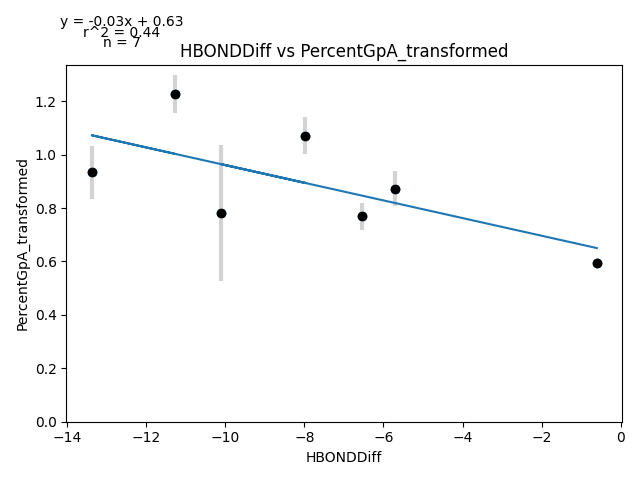 y = -0.03x + 0.63
r^2 = 0.44
n = 7
HBONDDiff vs PercentGpA_transformed
PercentGpA_transformed
1.2
1.0
0.8
0.6
0.4
0.2
0.0
−14
−12
−10
−8
−6
−4
−2
0
HBONDDiff